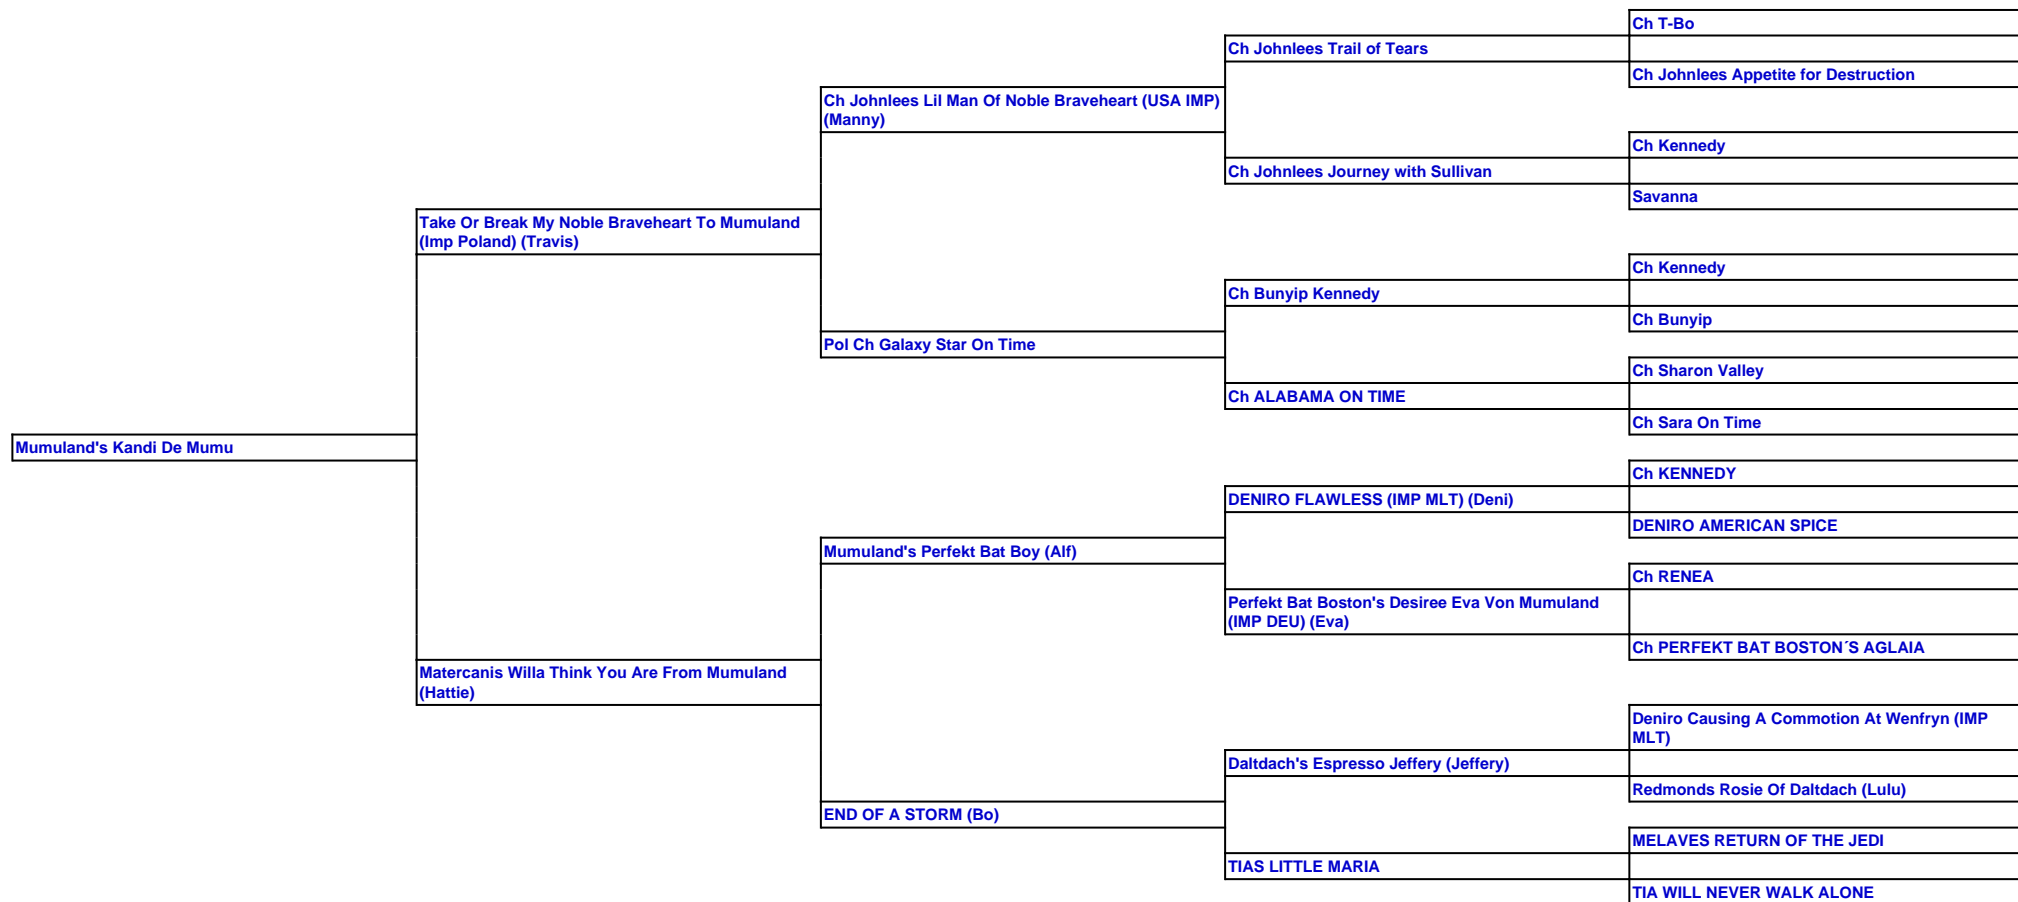 Ch T-Bo
Ch Johnlees Trail of Tears
Ch Johnlees Appetite for Destruction
Ch Johnlees Lil Man Of Noble Braveheart (USA IMP)
(Manny)
Ch Kennedy
Ch Johnlees Journey with Sullivan
Savanna
Take Or Break My Noble Braveheart To Mumuland
(Imp Poland) (Travis)
Ch Kennedy
Ch Bunyip Kennedy
Ch Bunyip
Pol Ch Galaxy Star On Time
Ch Sharon Valley
Ch ALABAMA ON TIME
Ch Sara On Time
Mumuland's Kandi De Mumu
Ch KENNEDY
DENIRO FLAWLESS (IMP MLT) (Deni)
DENIRO AMERICAN SPICE
Mumuland's Perfekt Bat Boy (Alf)
Ch RENEA
Perfekt Bat Boston's Desiree Eva Von Mumuland
(IMP DEU) (Eva)
Ch PERFEKT BAT BOSTON´S AGLAIA
Matercanis Willa Think You Are From Mumuland
(Hattie)
Deniro Causing A Commotion At Wenfryn (IMP
MLT)
Daltdach's Espresso Jeffery (Jeffery)
Redmonds Rosie Of Daltdach (Lulu)
END OF A STORM (Bo)
MELAVES RETURN OF THE JEDI
TIAS LITTLE MARIA
TIA WILL NEVER WALK ALONE